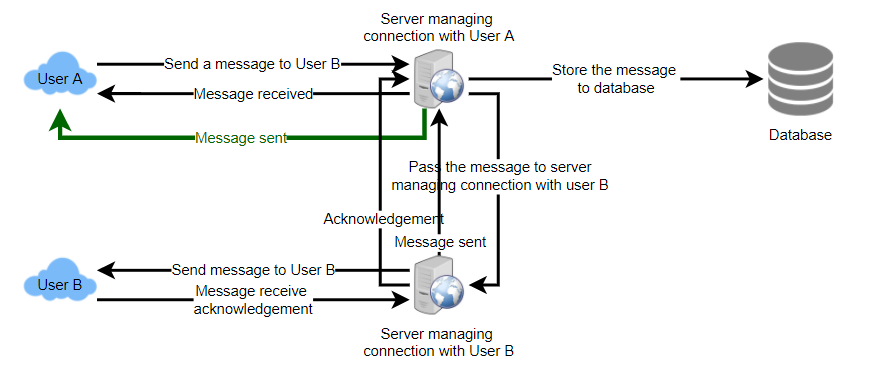 Server managing
connection with User A
User A
Send a message to User B
Message received
Message sent
Store the message
to database
Database
Pass the message to server
managing connection with user B
Acknowledgement
Message sent
User B
Send message to User B
Message receive
acknowledgement
Server managing
connection with User B